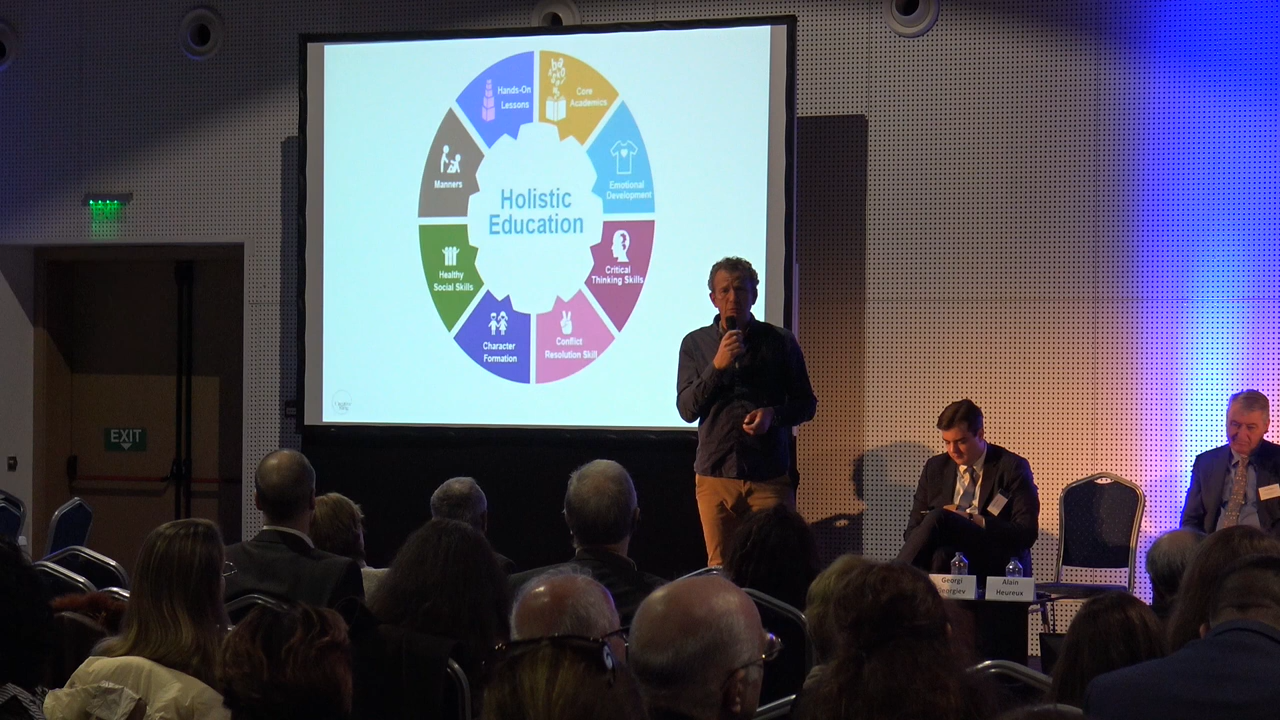 Hands-On
Lessons
Core
Academics
Manners
Emotional
Development
Holistic
Education
Healthy
Social Skills
Critical
Thinking Skills
Character
Formation
Conflict
Resolution Skill
EXIT
EXIT
Georgi
Alain
Heureux